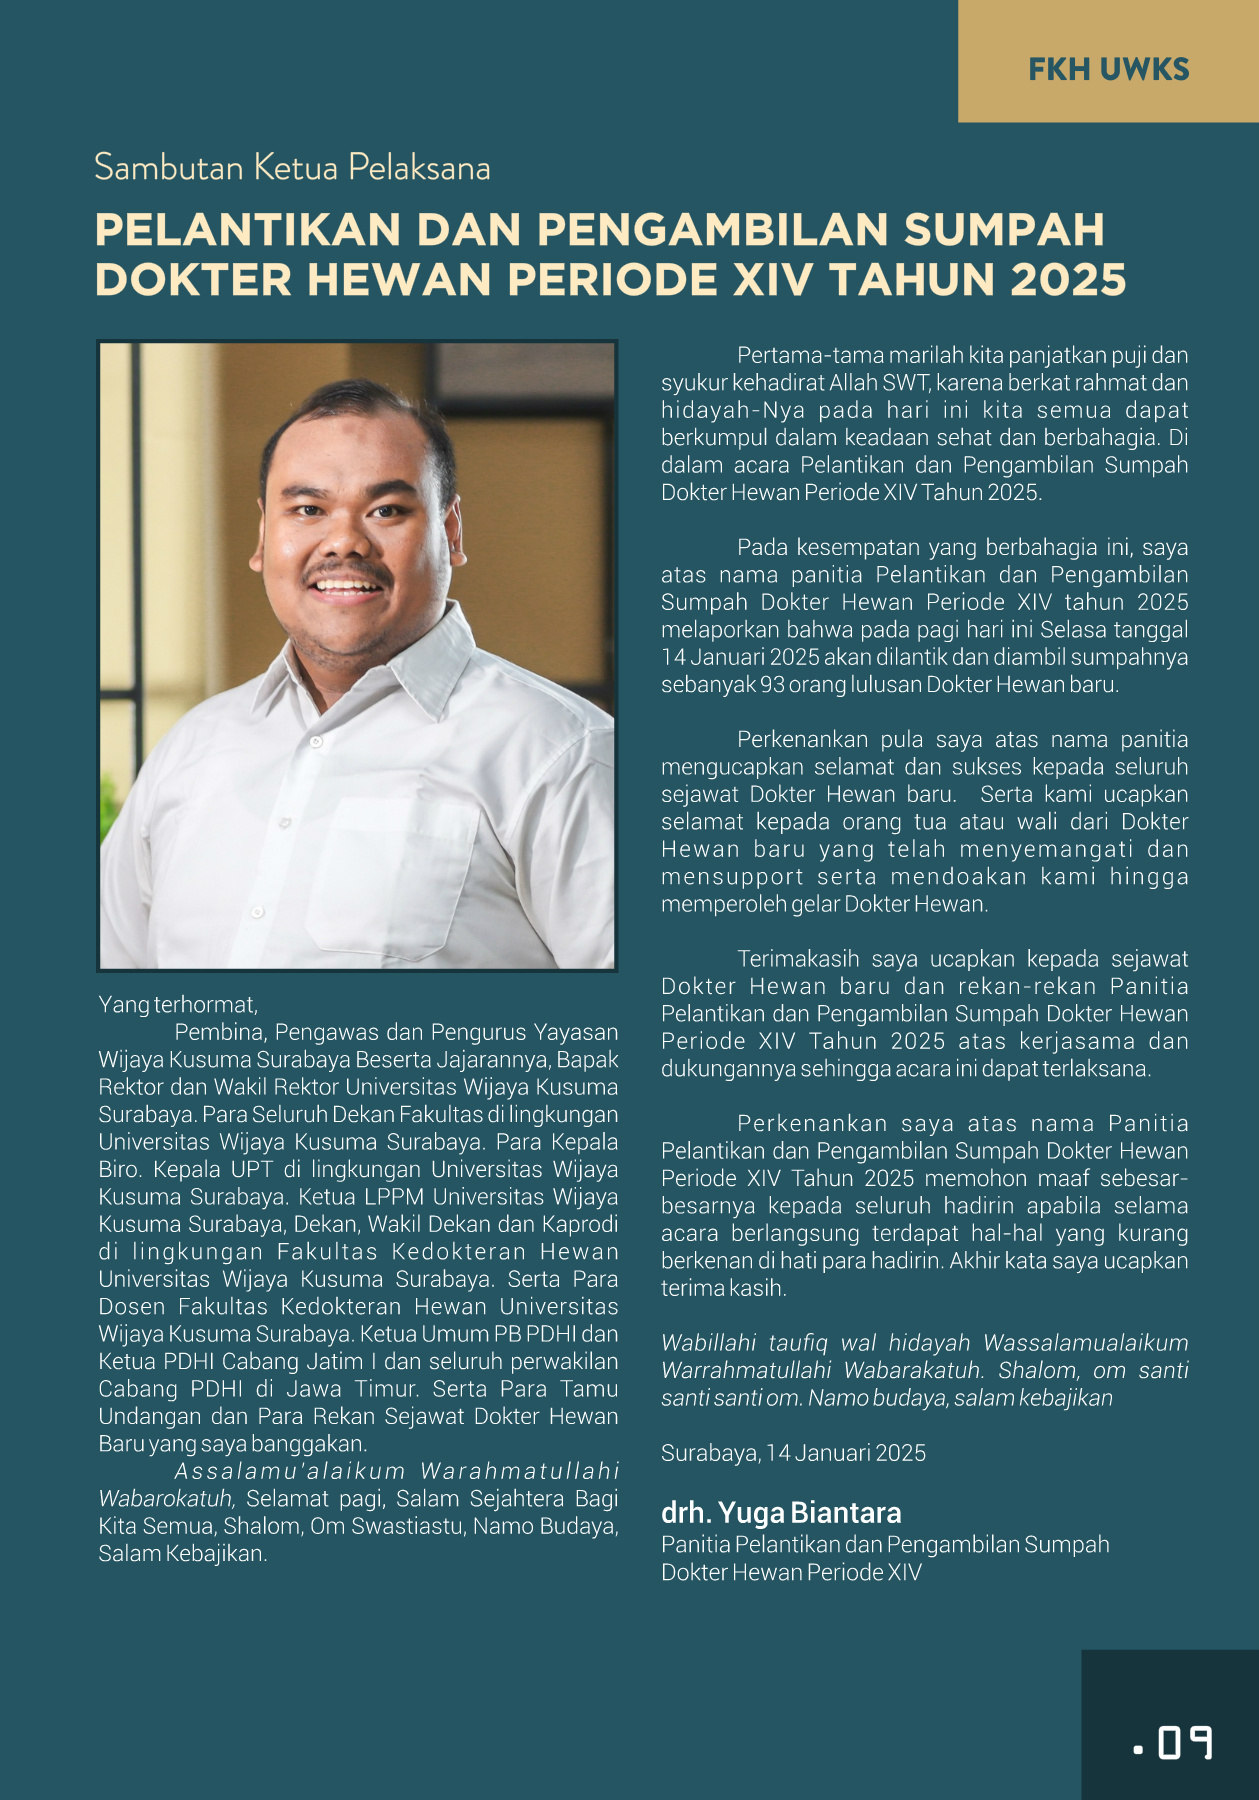 FKH UWKS
Sambutan Ketua Pelaksana
PELANTIKAN DAN PENGAMBILAN SUMPAH
DOKTER HEWAN PERIODE XIV TAHUN 2025
Yang terhormat,
Pembina, Pengawas dan Pengurus Yayasan
Wijaya Kusuma Surabaya Beserta Jajarannya, Bapak
Rektor dan Wakil Rektor Universitas Wijaya Kusuma
Surabaya. Para Seluruh Dekan Fakultas di lingkungan
Universitas Wijaya Kusuma Surabaya. Para Kepala
Biro. Kepala UPT di lingkungan Universitas Wijaya
Kusuma Surabaya. Ketua LPPM Universitas Wijaya
Kusuma Surabaya, Dekan, Wakil Dekan dan Kaprodi
di lingkungan Fakultas Kedokteran Hewan
Universitas Wijaya Kusuma Surabaya. Serta Para
Dosen Fakultas Kedokteran Hewan Universitas
Wijaya Kusuma Surabaya. Ketua Umum PB PDHI dan
Ketua PDHI Cabang Jatim I dan seluruh perwakilan
Cabang PDHI di Jawa Timur. Serta Para Tamu
Undangan dan Para Rekan Sejawat Dokter Hewan
Baru yang saya banggakan.
Assalamu'alaikum Warahmatullahi
Wabarokatuh, Selamat pagi, Salam Sejahtera Bagi
Kita Semua, Shalom, Om Swastiastu, Namo Budaya,
Salam Kebajikan.
Pertama-tama marilah kita panjatkan puji dan
syukur kehadirat Allah SWT, karena berkat rahmat dan
hidayah-Nya pada hari ini kita semua dapat
berkumpul dalam keadaan sehat dan berbahagia. Di
dalam acara Pelantikan dan Pengambilan Sumpah
Dokter Hewan Periode XIV Tahun 2025.
Pada kesempatan yang berbahagia ini, saya
atas nama panitia Pelantikan dan Pengambilan
Sumpah Dokter Hewan Periode XIV tahun 2025
melaporkan bahwa pada pagi hari ini Selasa tanggal
14 Januari 2025 akan dilantik dan diambil sumpahnya
sebanyak 93 orang lulusan Dokter Hewan baru.
Perkenankan pula saya atas nama panitia
mengucapkan selamat dan sukses kepada seluruh
sejawat Dokter Hewan baru. Serta kami ucapkan
selamat kepada orang tua atau wali dari Dokter
Hewan baru yang telah menyemangati dan
mensupport serta mendoakan kami hingga
memperoleh gelar Dokter Hewan.
Terimakasih saya ucapkan kepada sejawat
Dokter Hewan baru dan rekan-rekan Panitia
Pelantikan dan Pengambilan Sumpah Dokter Hewan
Periode XIV Tahun 2025 atas kerjasama dan
dukungannya sehingga acara ini dapat terlaksana.
Perkenankan saya atas nama Panitia
Pelantikan dan Pengambilan Sumpah Dokter Hewan
Periode XIV Tahun 2025 memohon maaf sebesar-
besarnya kepada seluruh hadirin apabila selama
acara berlangsung terdapat hal-hal yang kurang
berkenan di hati para hadirin. Akhir kata saya ucapkan
terima kasih.
Wabillahi taufiq wal hidayah Wassalamualaikum
Warrahmatullahi Wabarakatuh. Shalom, om santi
santi santi om. Namo budaya, salam kebajikan
Surabaya, 14 Januari 2025
drh. Yuga Biantara
Panitia Pelantikan dan Pengambilan Sumpah
Dokter Hewan Periode XIV
.09